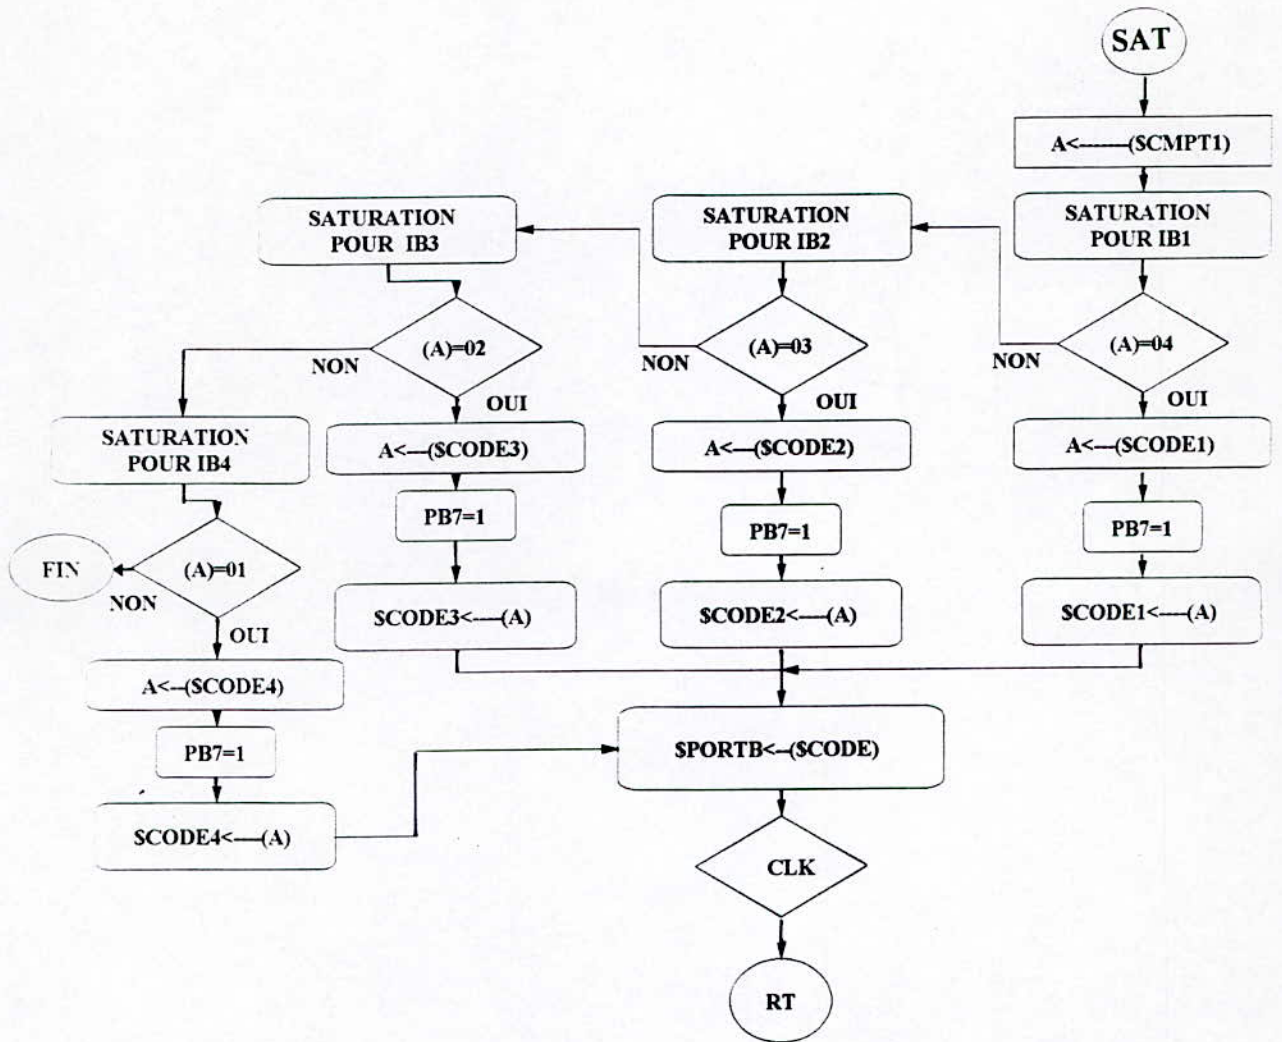 SAT
A<-------($CMPT1)
SATURATION
POUR IB1
(A)=04
NON
OUI
A<---($CODE1)
PB7=1
$CODE1<----(A)
SATURATION
POUR IB2
(A)=03
NON
OUI
A<---($CODE2)
PB7=1
$CODE2<----(A)
SATURATION
POUR IB3
(A)=02
NON
OUI
A<---($CODE3)
PB7=1
$CODE3<----(A)
SATURATION
POUR IB4
(A)=01
FIN
NON
OUI
A<--($CODE4)
PB7=1
$CODE4<----(A)
$PORTB<--($CODE)
CLK
RT